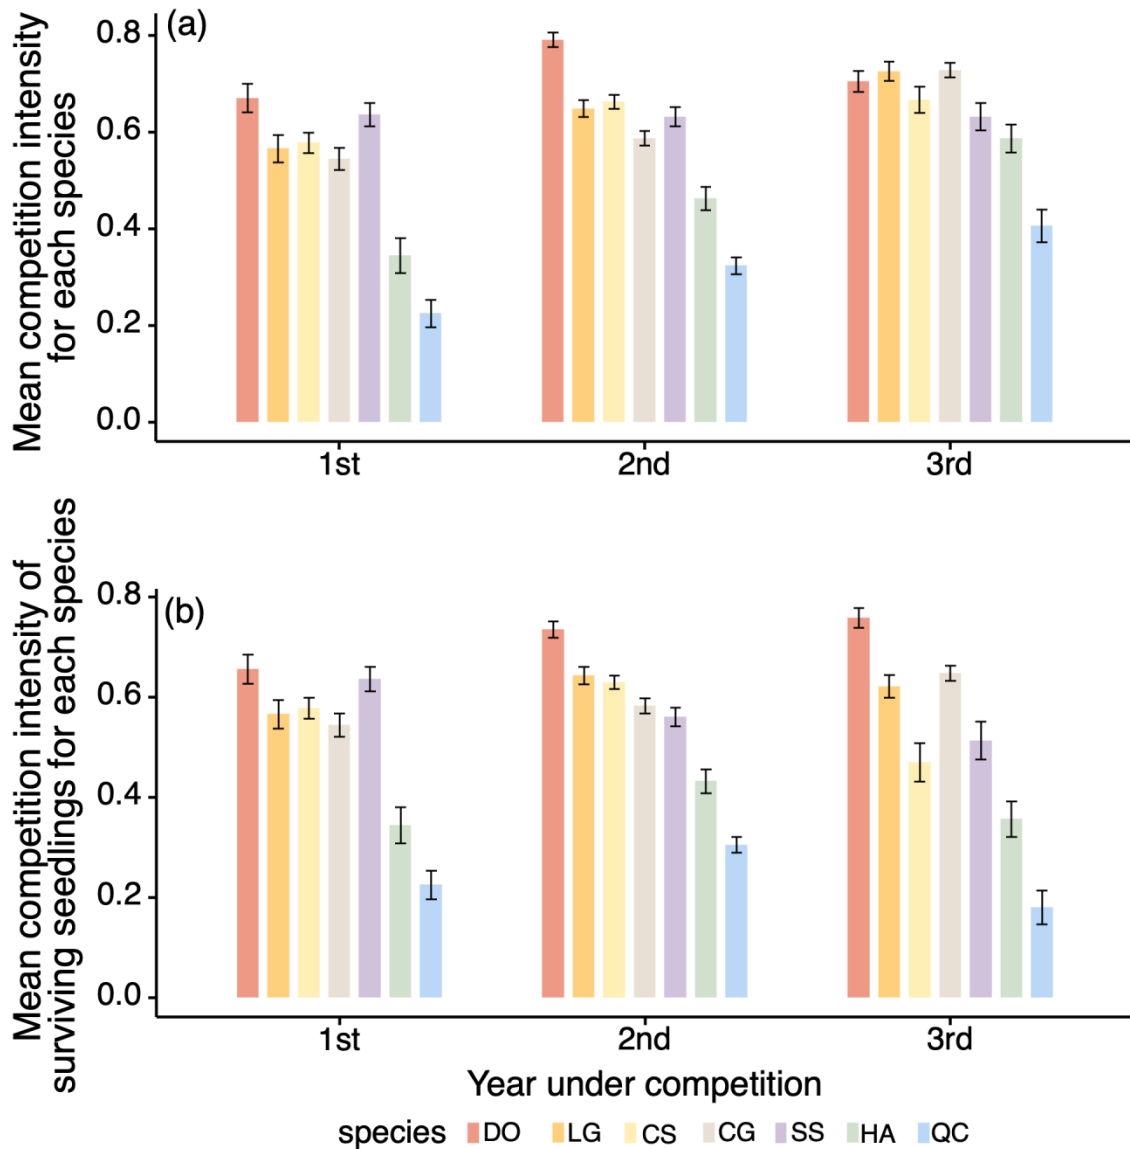 (a)
Mean competition intensity
for each species
0.8
0.6
0.4
0.2
0.0
1st 2nd 3rd
(b)
Mean competition intensity of
surviving seedlings for each species
0.8
0.6
0.4
0.2
0.0
1st 2nd 3rd
Year under competition
species DO LG CS CG SS HA QC